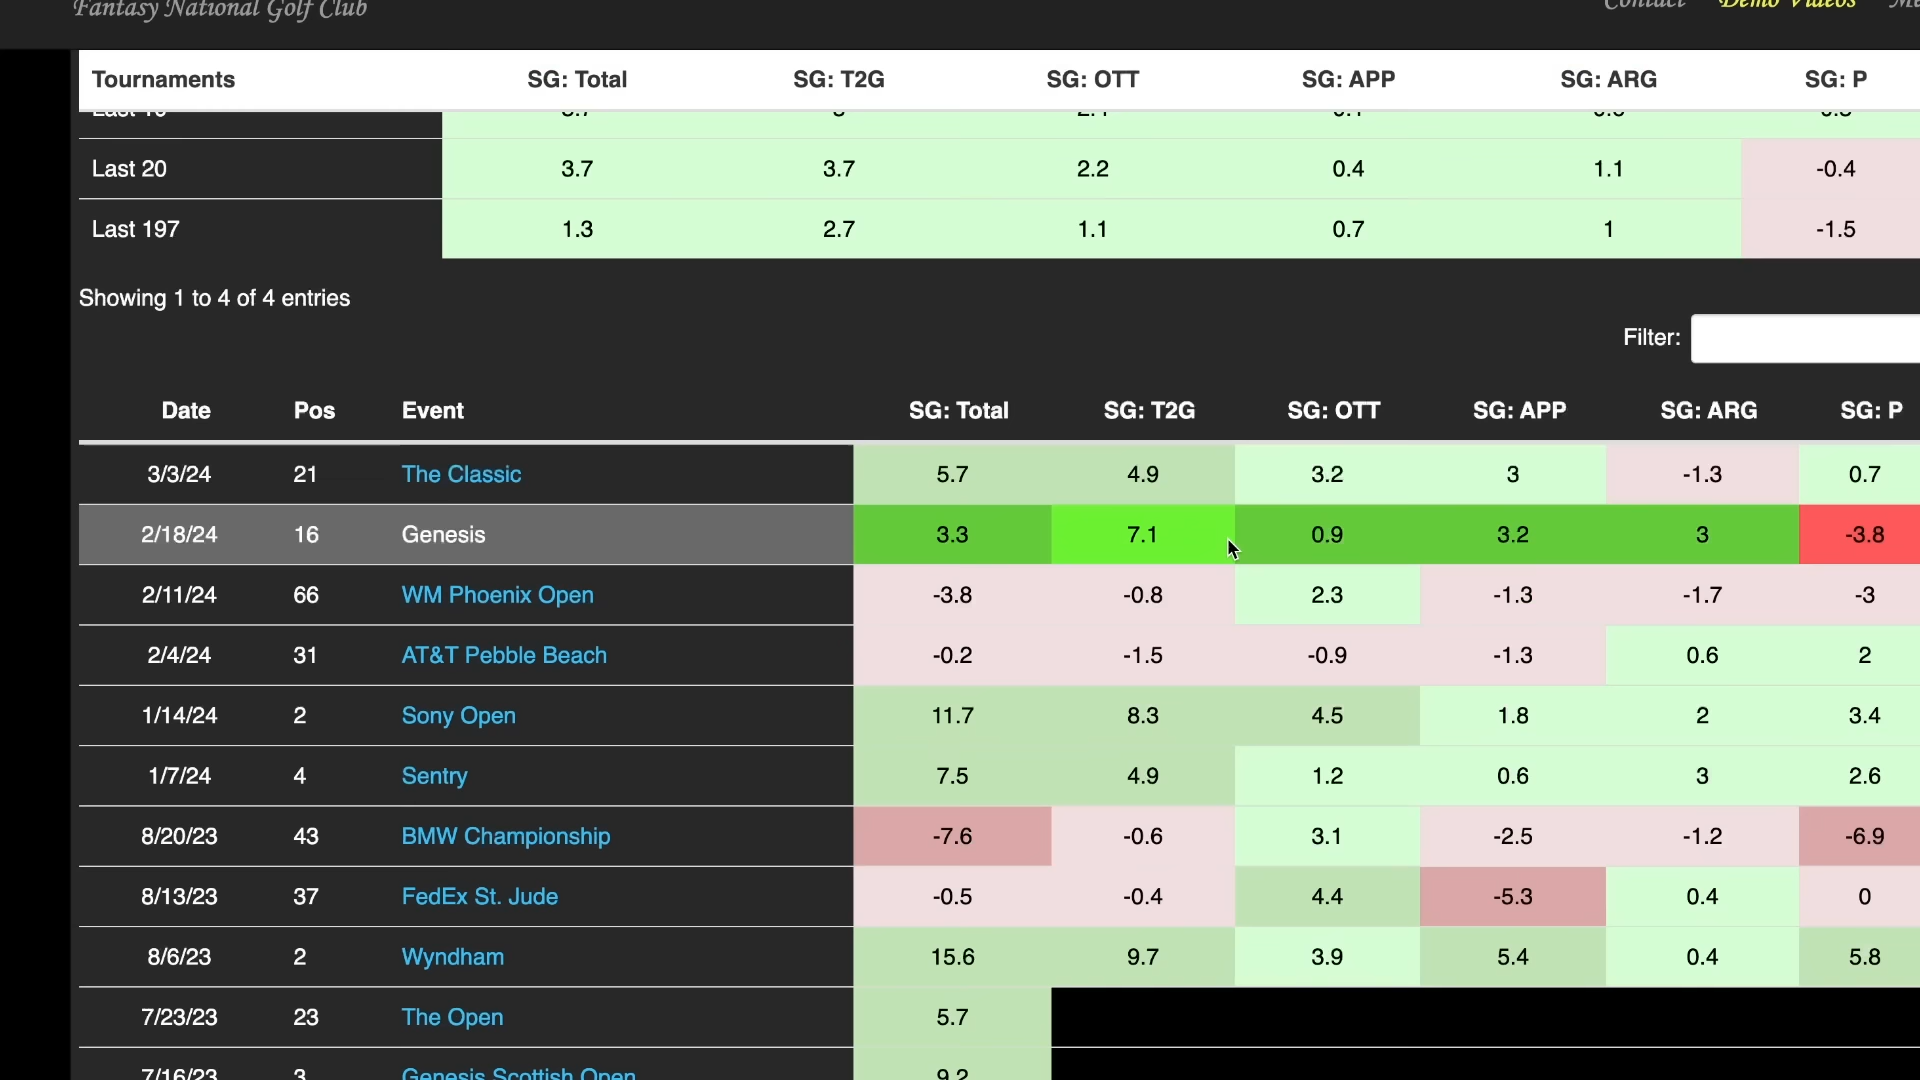 Fantasy National Golf Club Contact Demo Videos
Tournaments SG: Total SG: T2G SG: OTT SG: APP SG: ARG SG: P
Last 20 3.7 3.7 2.2 0.4 1.1 -0.4
Last 197 1.3 2.7 1.1 0.7 1 -1.5
Showing 1 to 4 of 4 entries
Filter:
Date Pos Event SG: Total SG: T2G SG: OTT SG: APP SG: ARG SG: P
3/3/24 21 The Classic 5.7 4.9 3.2 3 -1.3 0.7
2/18/24 16 Genesis 3.3 7.1 0.9 3.2 3 -3.8
2/11/24 66 WM Phoenix Open -3.8 -0.8 2.3 -1.3 -1.7 -3
2/4/24 31 AT&T Pebble Beach -0.2 -1.5 -0.9 -1.3 0.6 2
1/14/24 2 Sony Open 11.7 8.3 4.5 1.8 2 3.4
1/7/24 4 Sentry 7.5 4.9 1.2 0.6 3 2.6
8/20/23 43 BMW Championship -7.6 -0.6 3.1 -2.5 -1.2 -6.9
8/13/23 37 FedEx St. Jude -0.5 -0.4 4.4 -5.3 0.4 0
8/6/23 2 Wyndham 15.6 9.7 3.9 5.4 0.4 5.8
7/23/23 23 The Open 5.7
7/16/23 3 Genesis Scottish Open 9.2